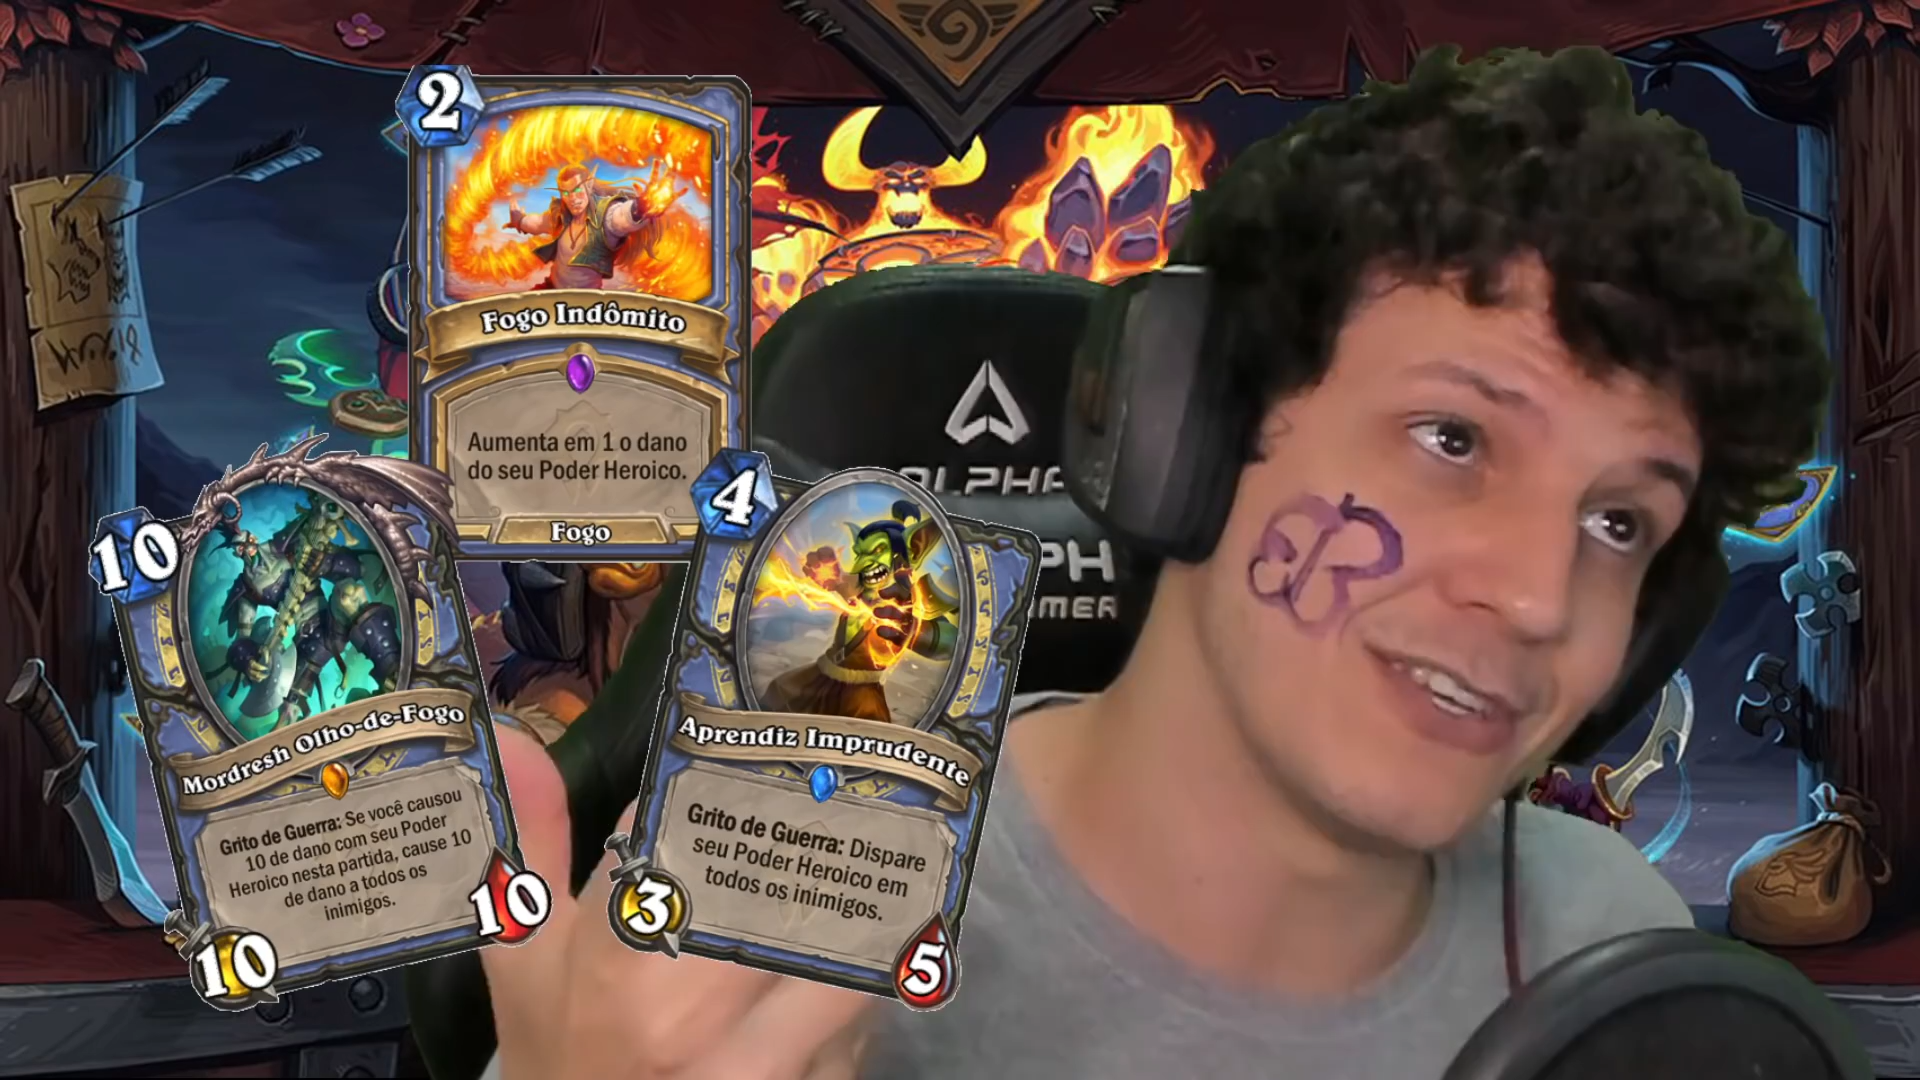 2
Fogo Indômito
Aumenta em 1 o dano
do seu Poder Heroico.
Fogo
10
Mordresh Olho-de-Fogo
Grito de Guerra: Se você causou
10 de dano com seu Poder
Heroico nesta partida, cause 10
de dano a todos os
inimigos.
10
10
4
Aprendiz Imprudente
Grito de Guerra: Dispare
seu Poder Heroico em
todos os inimigos.
3
5
ALPHA
PH
MER